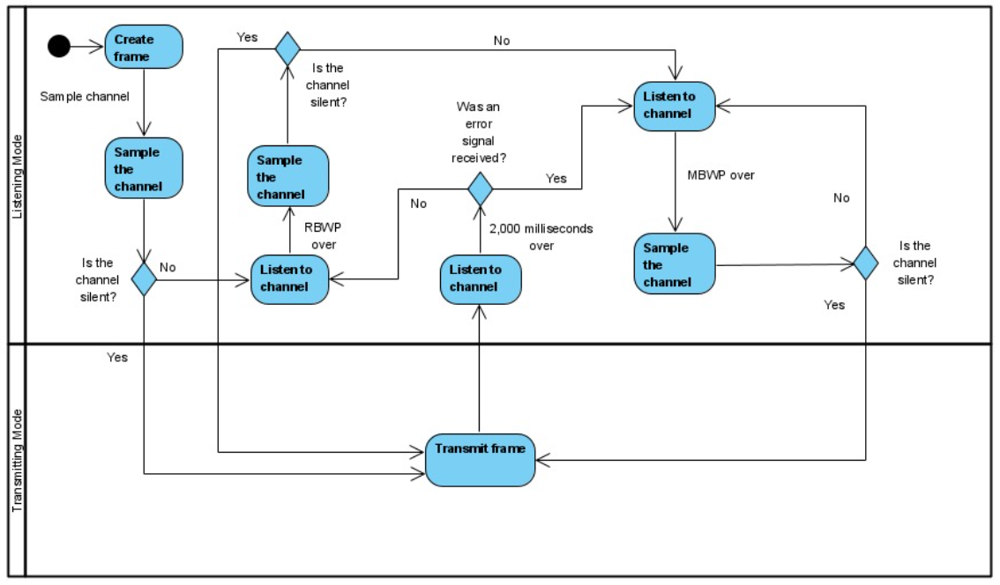 Listening Mode
Create
frame
Sample channel
Sample
the
channel
Is the
channel
silent?
No
Yes
Yes
Is the
channel
silent?
No
Sample
the
channel
RBWP
over
Listen to
channel
Was an
error
signal
received?
No
Yes
2,000 milliseconds
over
Listen to
channel
Listen to
channel
MBWP over
Sample
the
channel
No
Is the
channel
silent?
Yes
Transmitting Mode
Transmit frame